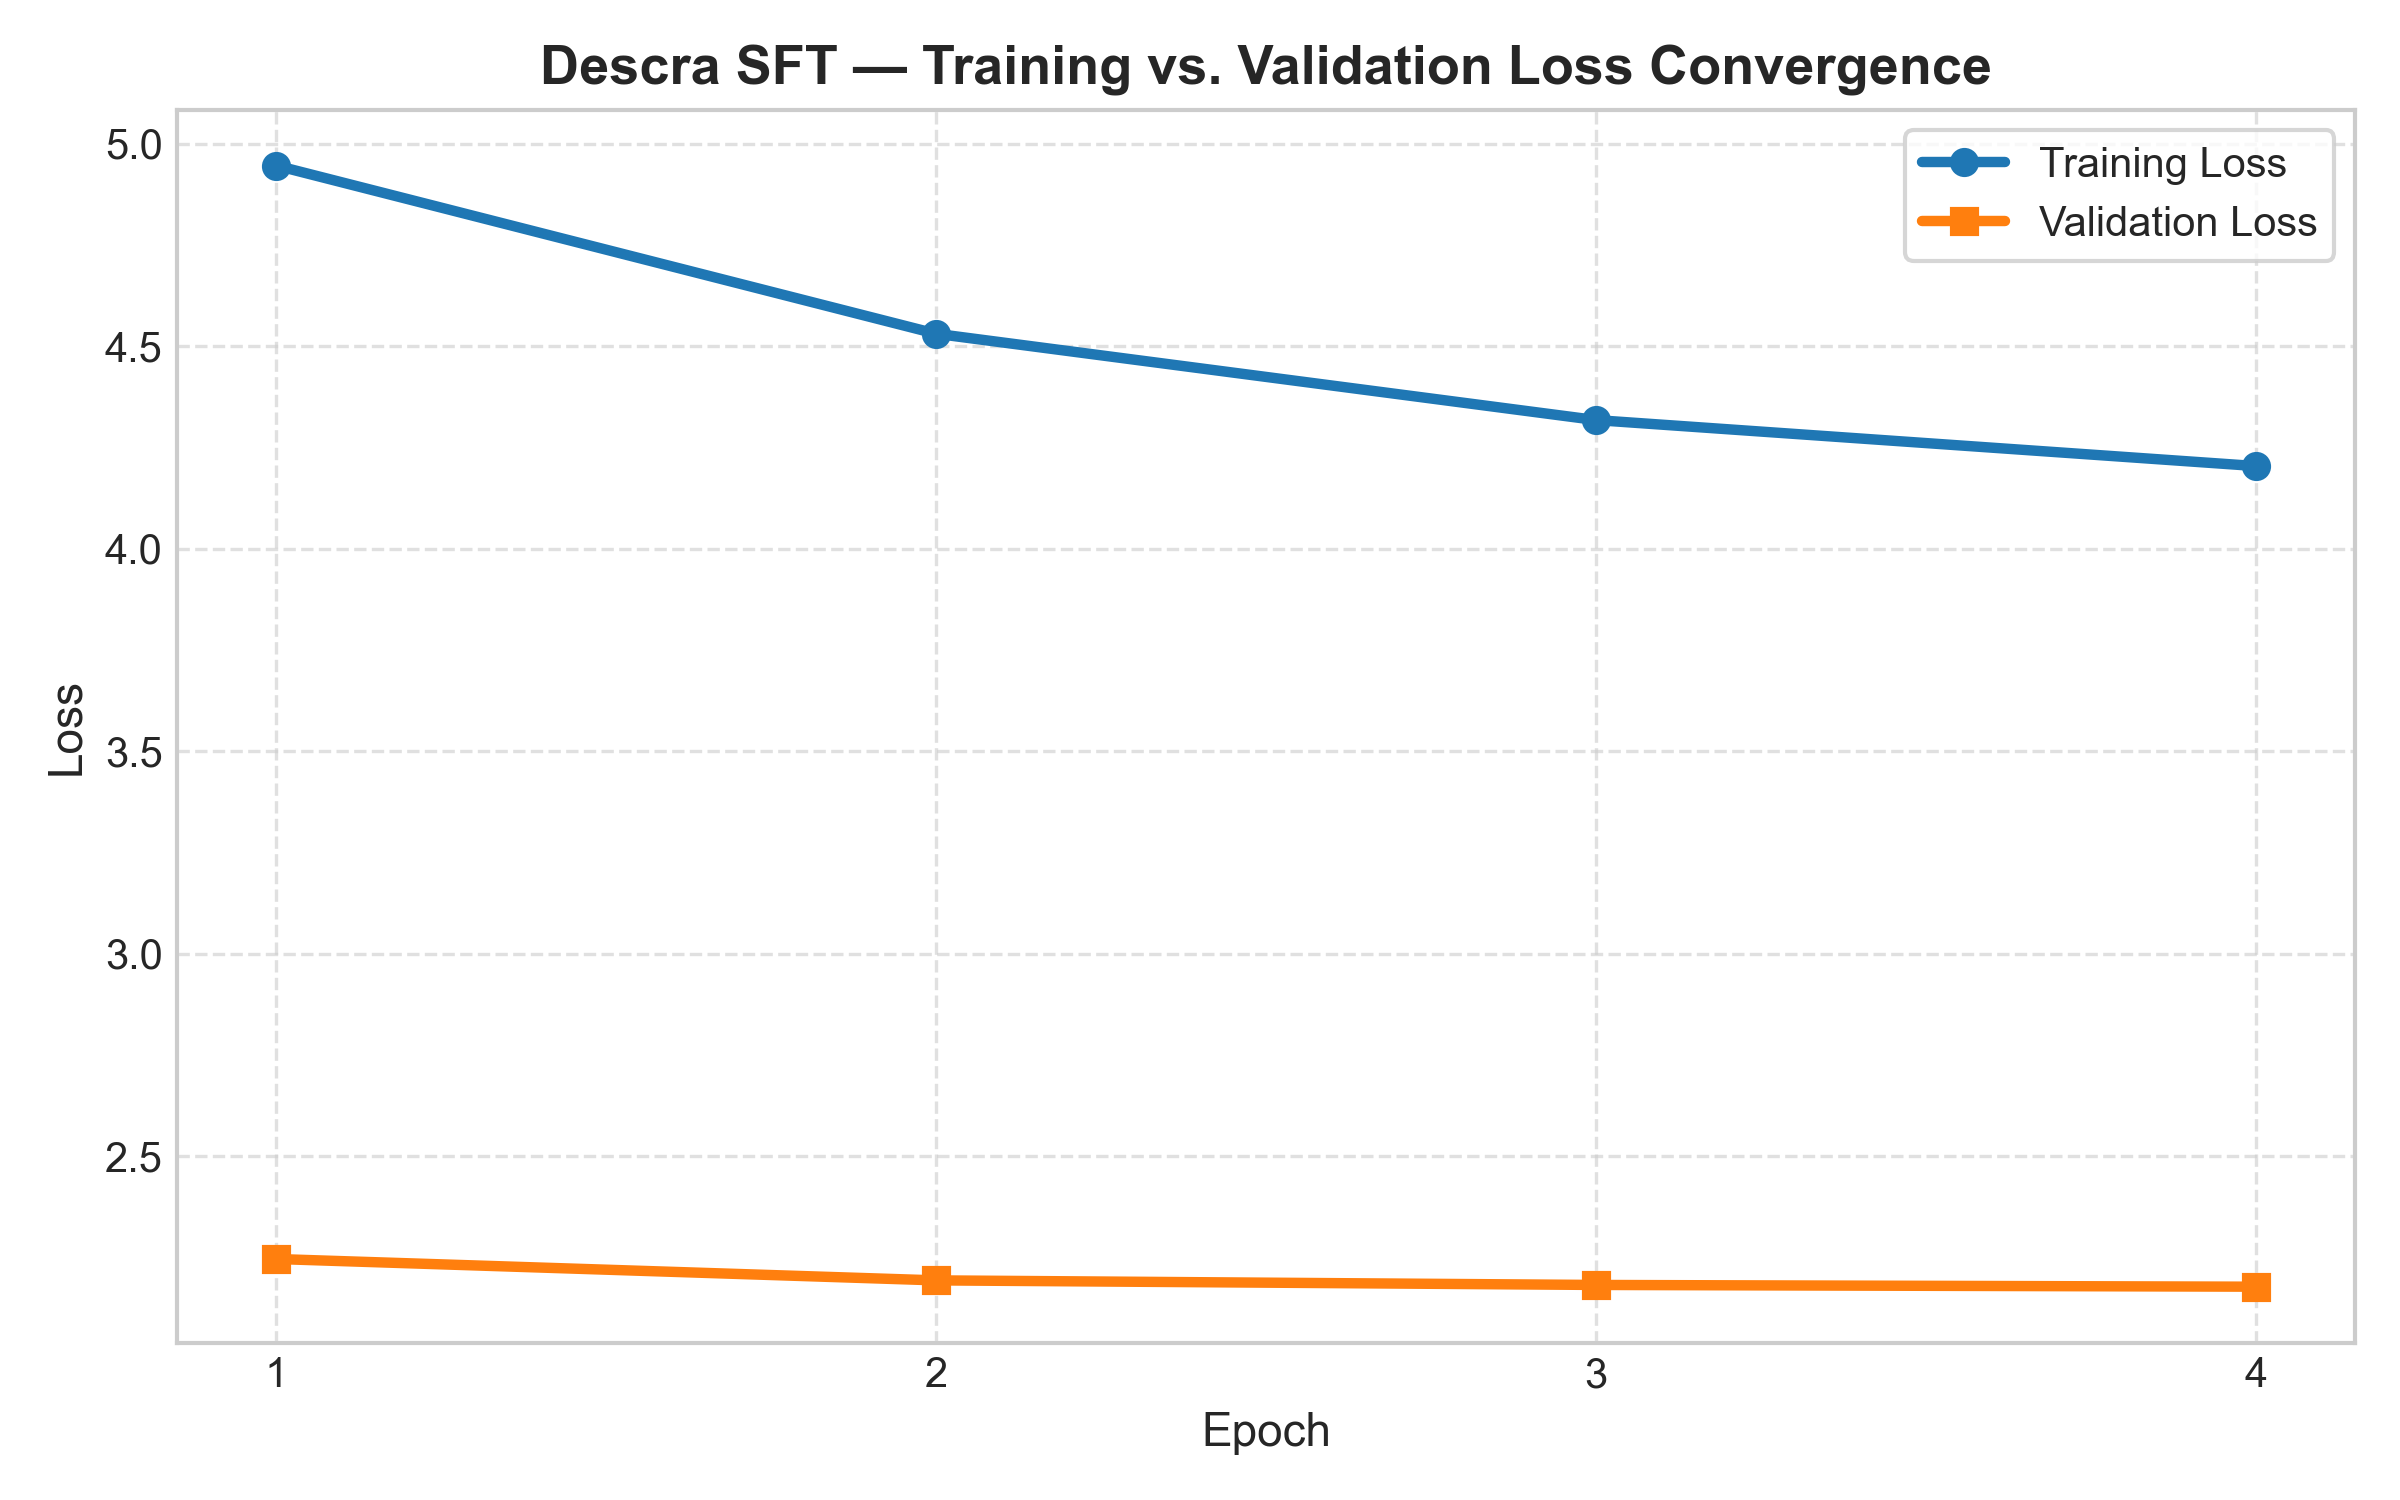 Descra SFT — Training vs. Validation Loss Convergence
Training Loss
Validation Loss
5.0
4.5
4.0
3.5
3.0
2.5
Loss
1
2
3
4
Epoch